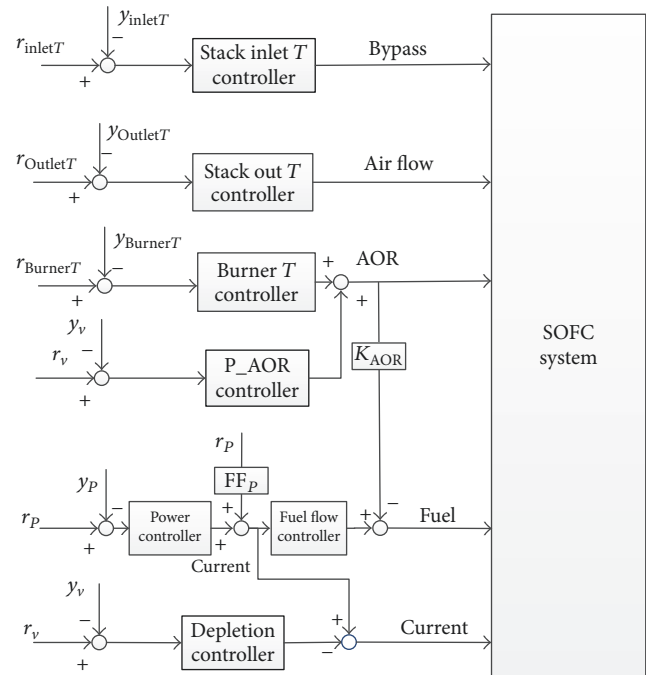 y_inletT
−
r_inletT
+
Stack inlet T
controller
Bypass
y_OutletT
−
r_OutletT
+
Stack out T
controller
Air flow
y_BurnerT
−
r_BurnerT
+
Burner T
controller
+
+
AOR
y_v
−
r_v
+
P_AOR
controller
K_AOR
SOFC
system
r_P
FF_P
y_P
−
r_P
+
Power
controller
+
+
Current
Fuel flow
controller
+
−
Fuel
y_v
−
r_v
+
Depletion
controller
+
−
Current